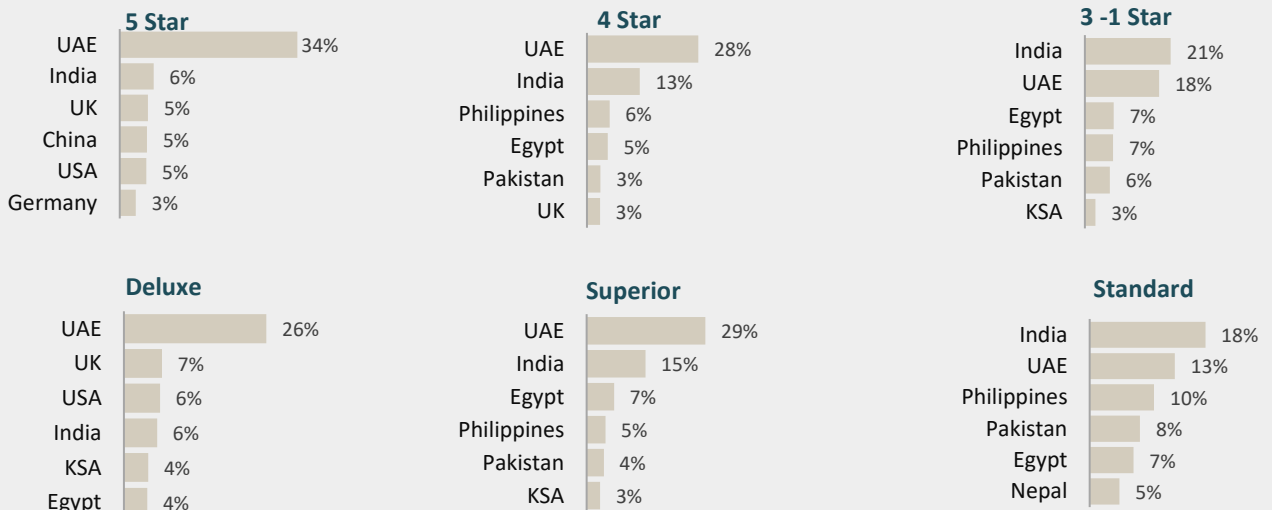 5 Star
UAE 34%
India 6%
UK 5%
China 5%
USA 5%
Germany 3%
4 Star
UAE 28%
India 13%
Philippines 6%
Egypt 5%
Pakistan 3%
UK 3%
3 -1 Star
India 21%
UAE 18%
Egypt 7%
Philippines 7%
Pakistan 6%
KSA 3%
Deluxe
UAE 26%
UK 7%
USA 6%
India 6%
KSA 4%
Egypt 4%
Superior
UAE 29%
India 15%
Egypt 7%
Philippines 5%
Pakistan 4%
KSA 3%
Standard
India 18%
UAE 13%
Philippines 10%
Pakistan 8%
Egypt 7%
Nepal 5%